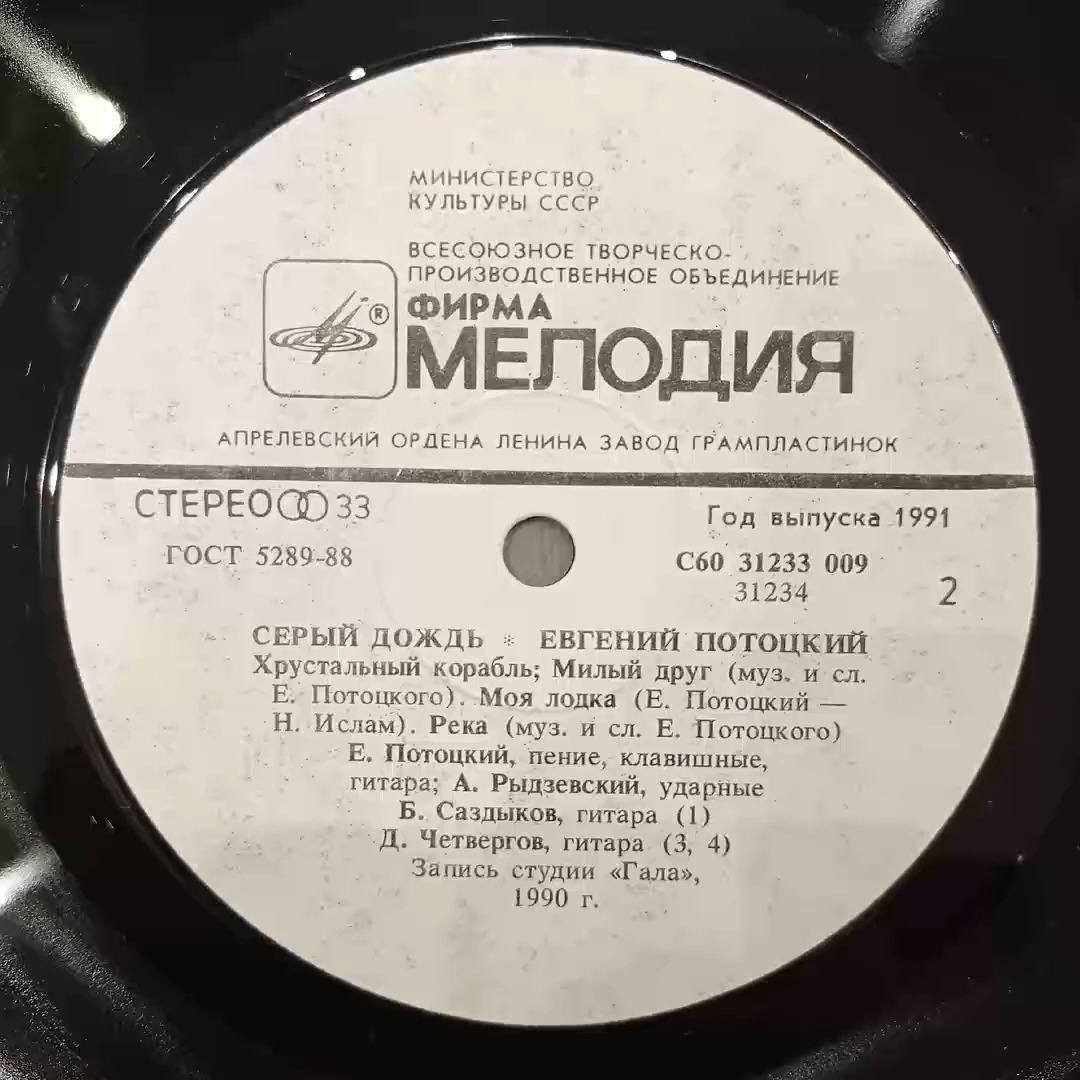 МИНИСТЕРСТВО
КУЛЬТУРЫ СССР
ВСЕСОЮЗНОЕ ТВОРЧЕСКО-
ПРОИЗВОДСТВЕННОЕ ОБЪЕДИНЕНИЕ
®
ФИРМА
МЕЛОДИЯ
АПРЕЛЕВСКИЙ ОРДЕНА ЛЕНИНА ЗАВОД ГРАМПЛАСТИНОК
СТЕРЕО 33
Год выпуска 1991
ГОСТ 5289-88
С60 31233 009
31234
2
СЕРЫЙ ДОЖДЬ * ЕВГЕНИЙ ПОТОЦКИЙ
Хрустальный корабль; Милый друг (муз. и сл.
Е. Потоцкого). Моя лодка (Е. Потоцкий —
Н. Ислам). Река (муз. и сл. Е. Потоцкого)
Е. Потоцкий, пение, клавишные,
гитара; А. Рыдзевский, ударные
Б. Саздыков, гитара (1)
Д. Четвергов, гитара (3, 4)
Запись студии «Гала»,
1990 г.